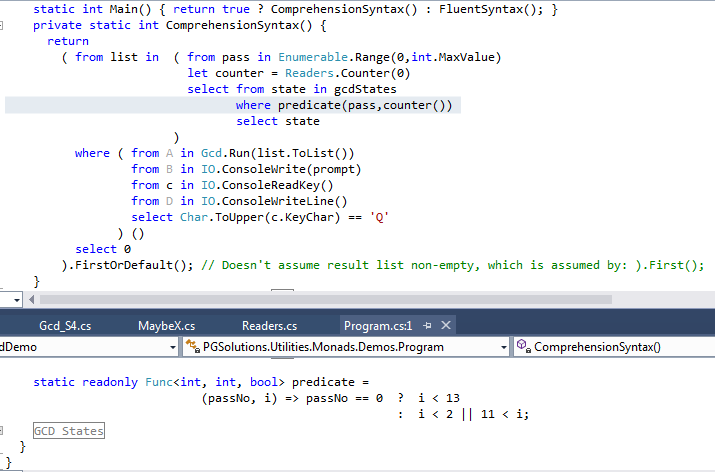 static int Main() { return true ? ComprehensionSyntax() : FluentSyntax(); }
private static int ComprehensionSyntax() {
return
( from list in ( from pass in Enumerable.Range(0,int.MaxValue)
let counter = Readers.Counter(0)
select from state in gcdStates
where predicate(pass,counter())
select state
)
where ( from A in Gcd.Run(list.ToList())
from B in IO.ConsoleWrite(prompt)
from c in IO.ConsoleReadKey()
from D in IO.ConsoleWriteLine()
select Char.ToUpper(c.KeyChar) == 'Q'
) ()
select 0
).FirstOrDefault(); // Doesn't assume result list non-empty, which is assumed by: ).First();
}
Gcd_S4.cs MaybeX.cs Readers.cs Program.cs:1
dDemo PGSolutions.Utilities.Monads.Demos.Program ComprehensionSyntax()
static readonly Func<int, int, bool> predicate =
(passNo, i) => passNo == 0 ? i < 13
: i < 2 || 11 < i;
GCD States
}
}